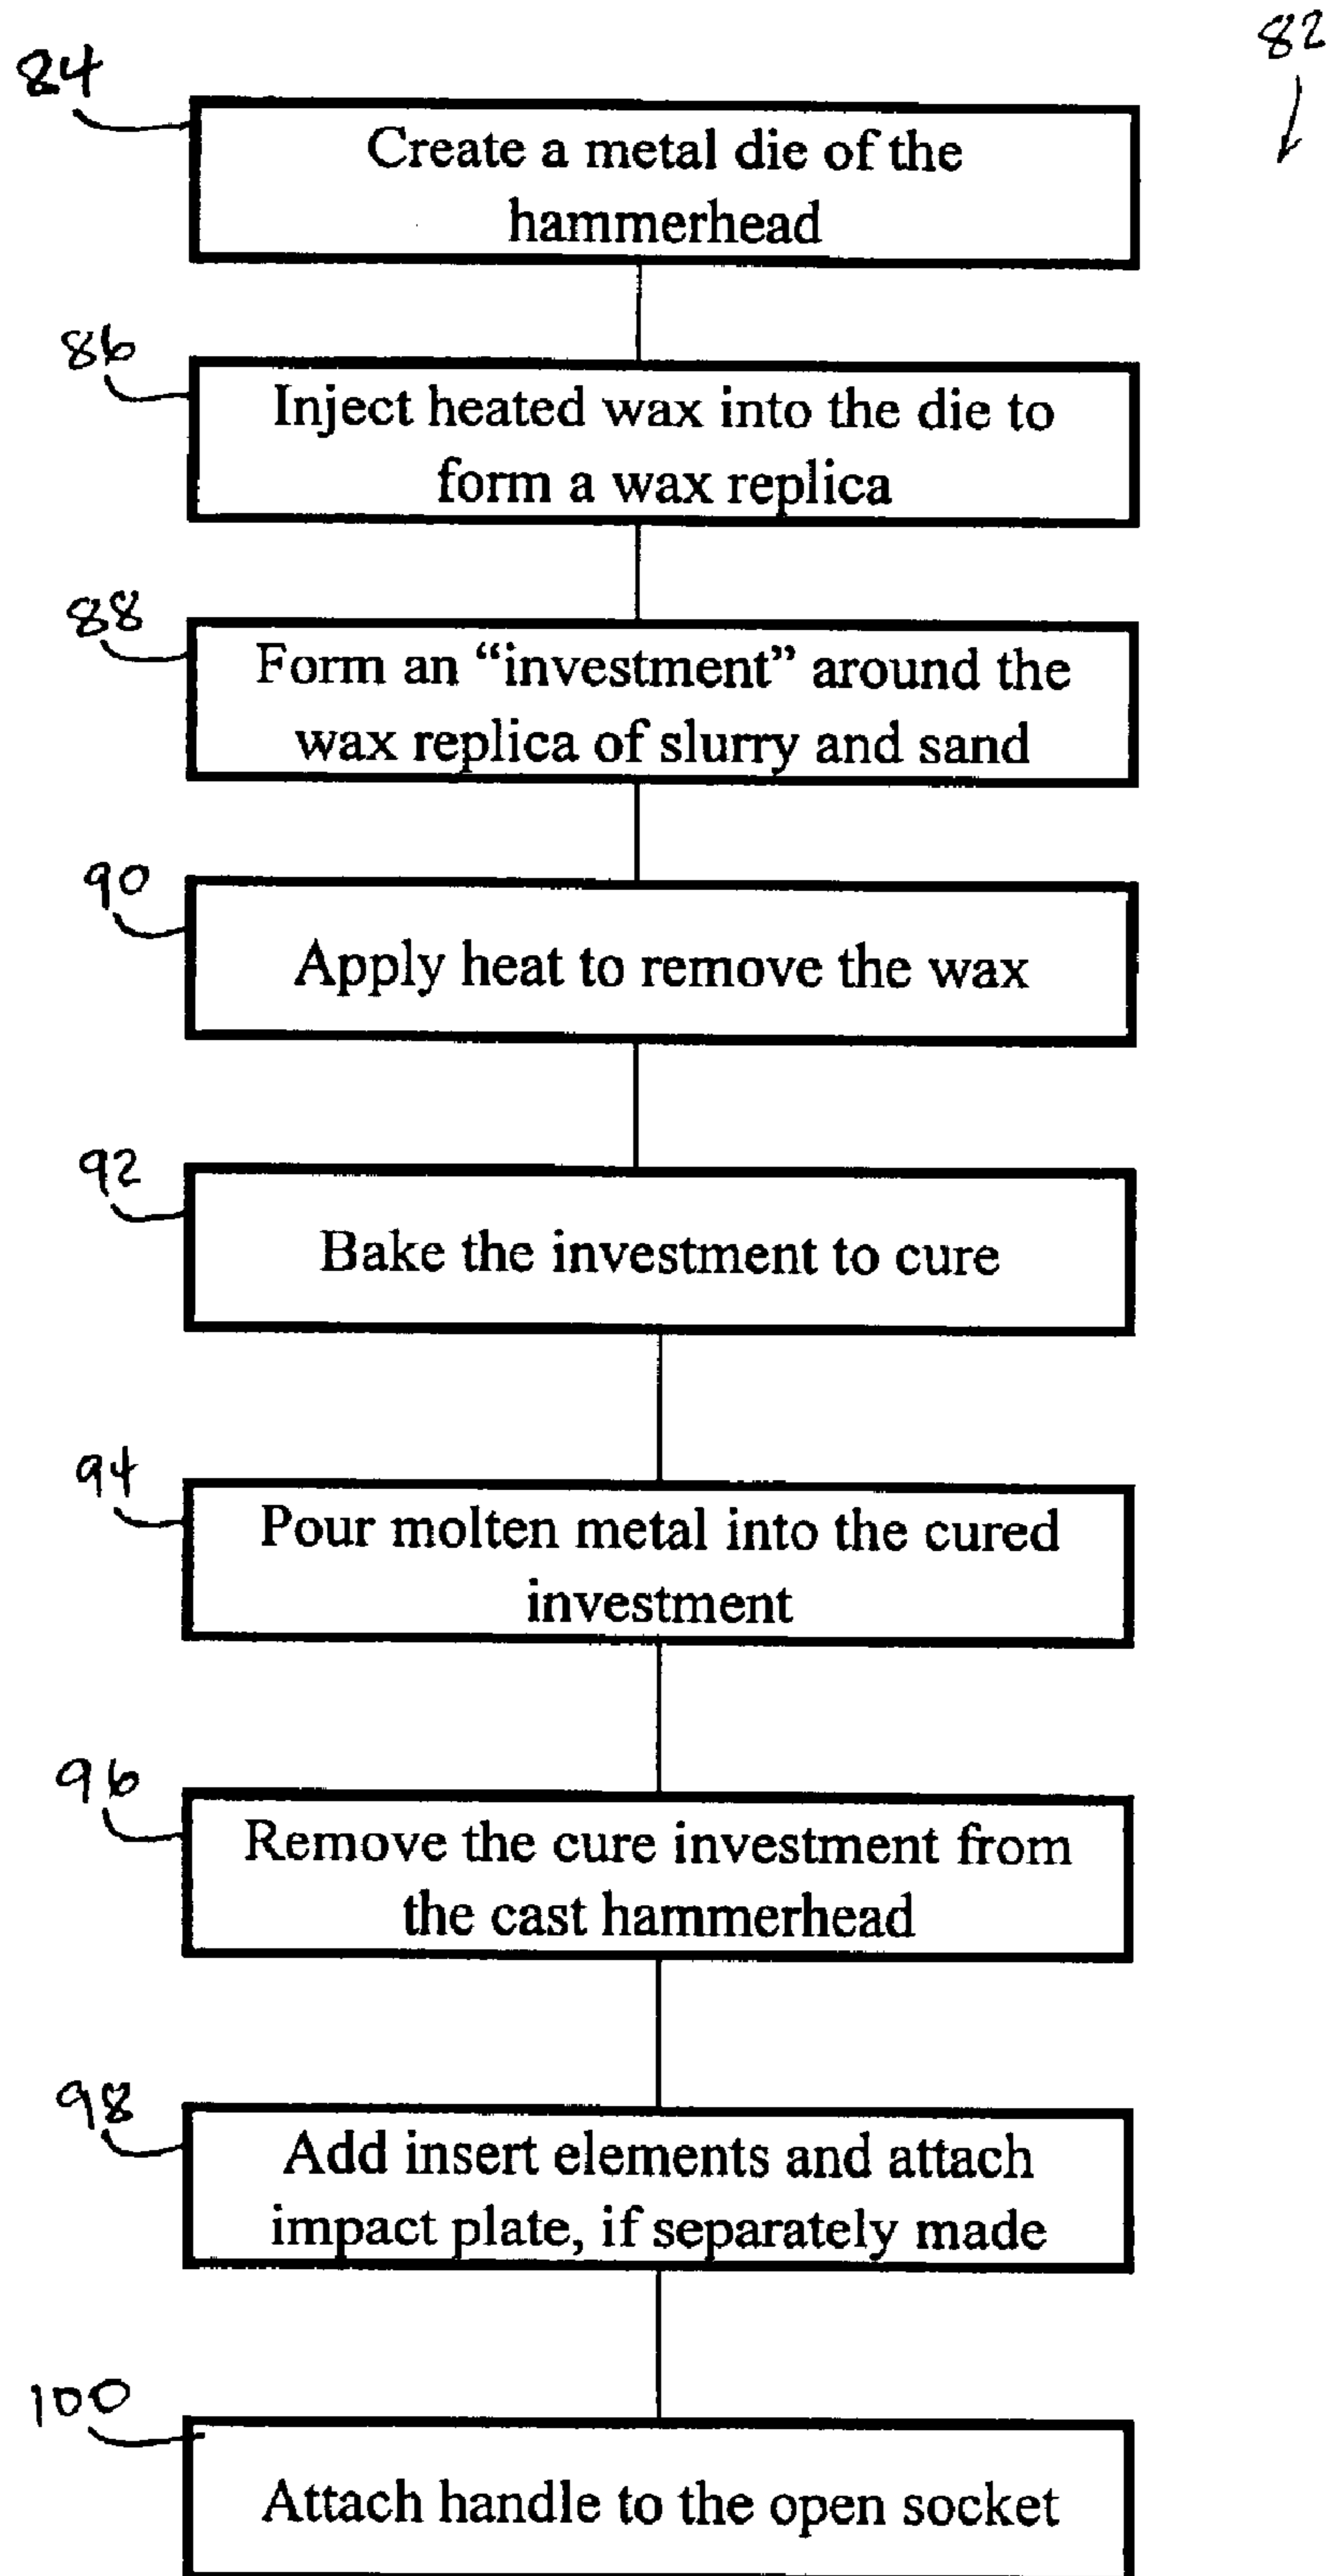 82
84
Create a metal die of the
hammerhead
86
Inject heated wax into the die to
form a wax replica
88
Form an “investment” around the
wax replica of slurry and sand
90
Apply heat to remove the wax
92
Bake the investment to cure
94
Pour molten metal into the cured
investment
96
Remove the cure investment from
the cast hammerhead
98
Add insert elements and attach
impact plate, if separately made
100
Attach handle to the open socket